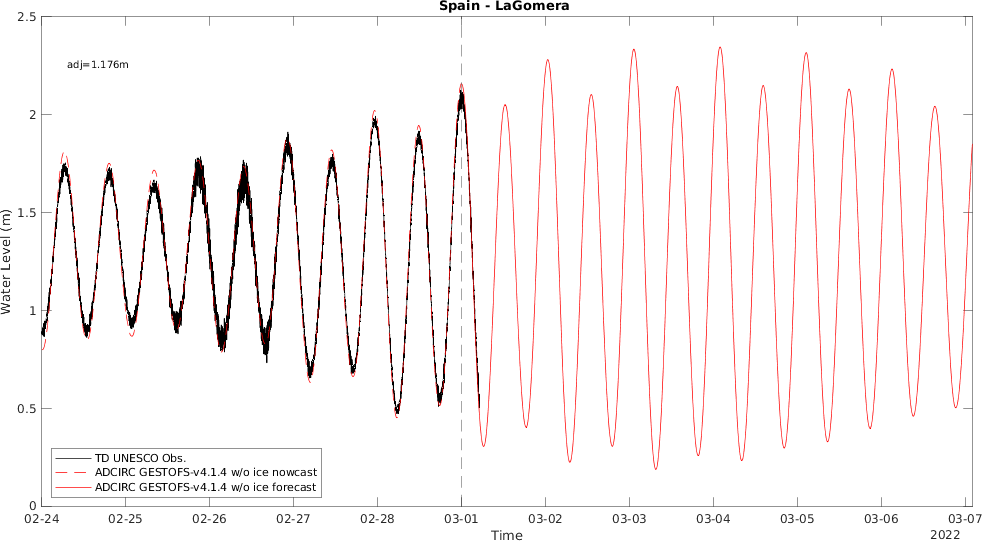 Spain - LaGomera
2.5
adj=1.176m
2
1.5
Water Level (m)
1
0.5
TD UNESCO Obs.
ADCIRC GESTOFS-v4.1.4 w/o ice nowcast
ADCIRC GESTOFS-v4.1.4 w/o ice forecast
0
02-24 02-25 02-26 02-27 02-28 03-01 03-02 03-03 03-04 03-05 03-06 03-07
Time
2022